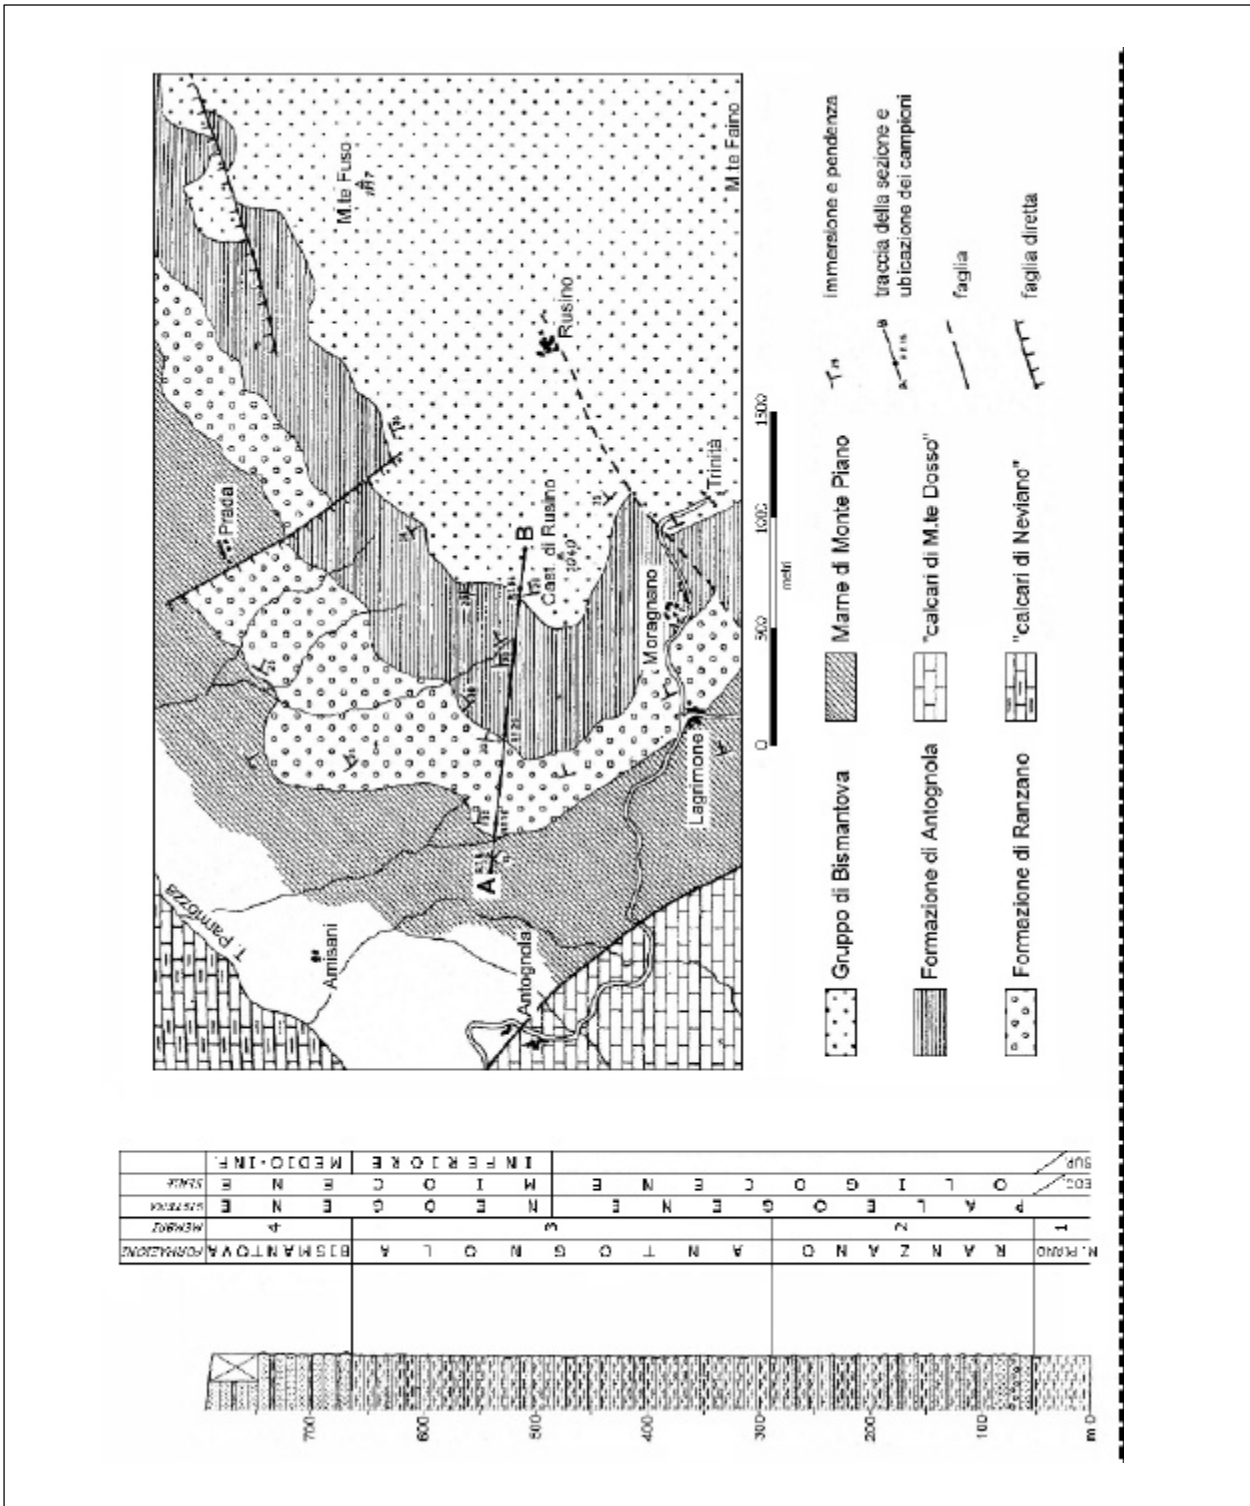 M.te Fuso
M.te Faino
Prada
Rusino
Cast. di Rusino
1040
Trinità
Moragnano
Lagrimone
A
B
T. Parmozza
Amisani
Antognola
0
500
1000
1500
metri
Gruppo di Bismantova
Formazione di Antognola
Formazione di Ranzano
Marne di Monte Piano
"calcari di M.te Dosso"
"calcari di Neviano"
immersione e pendenza
traccia della sezione e
ubicazione dei campioni
faglia
faglia diretta
FORMAZIONE
BISMANTOVA
ANTOGNOLA
RANZANO
M. PIANO
MEMBRI
4
3
2
1
SISTEMA
NEOGENE
PALEOGENE
SERIE
MIOCENE
OLIGOCENE
EOC.
MEDIO-INF.
INFERIORE
SUP.
700
600
500
400
300
200
100
m 0